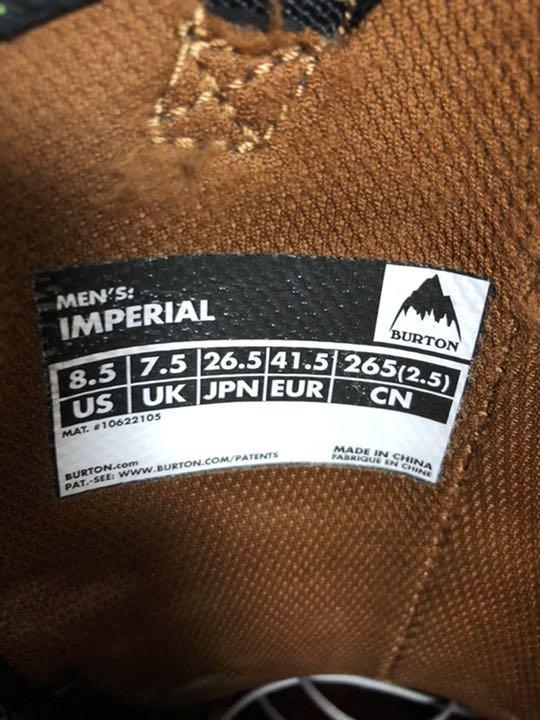 MEN'S:
IMPERIAL
BURTON
8.5 7.5 26.5 41.5 265(2.5)
US UK JPN EUR CN
MAT. #10622105
BURTON.com
PAT.-SEE: WWW.BURTON.COM/PATENTS
MADE IN CHINA
FABRIQUE EN CHINE